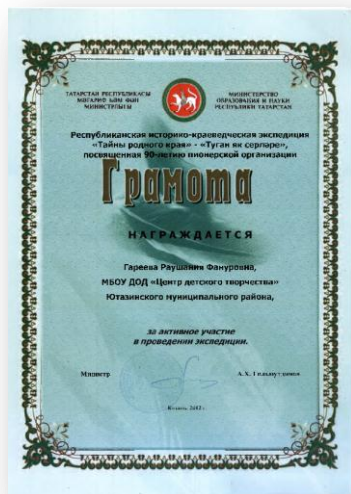 ТАТАРСТАН РЕСПУБЛИКАСЫ
МӘГАРИФ ҺӘМ ФӘН
МИНИСТРЛЫГЫ
МИНИСТЕРСТВО
ОБРАЗОВАНИЯ И НАУКИ
РЕСПУБЛИКИ ТАТАРСТАН
Республиканская историко-краеведческая экспедиция
«Тайны родного края» - «Туган як серләре»,
посвященная 90-летию пионерской организации
Грамота
НАГРАЖДАЕТСЯ
Гареева Раушания Фануровна,
МБОУ ДОД «Центр детского творчества»
Ютазинского муниципального района,
за активное участие
в проведении экспедиции.
Министр
А.Х. Гильмутдинов
Казань, 2012 г.